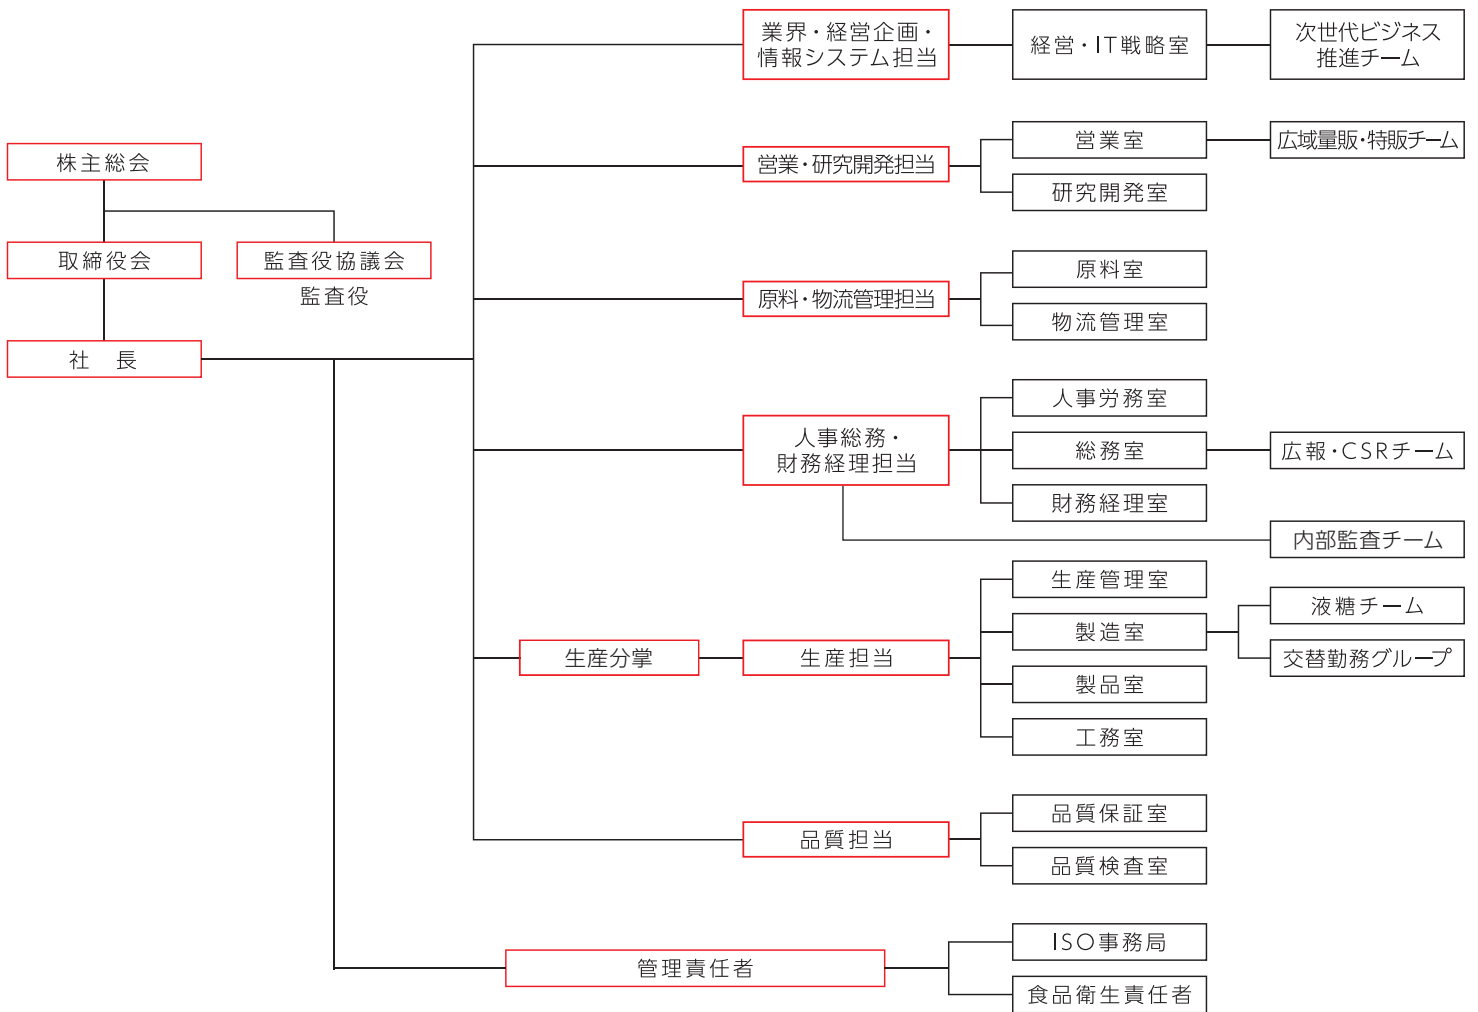 株主総会
取締役会
監査役協議会
監査役
社　長
業界・経営企画・
情報システム担当
経営・IT戦略室
次世代ビジネス
推進チーム
営業・研究開発担当
営業室
広域量販・特販チーム
研究開発室
原料・物流管理担当
原料室
物流管理室
人事総務・
財務経理担当
人事労務室
総務室
広報・CSRチーム
財務経理室
内部監査チーム
生産分掌
生産担当
生産管理室
製造室
液糖チーム
交替勤務グループ
製品室
工務室
品質担当
品質保証室
品質検査室
管理責任者
ISO事務局
食品衛生責任者